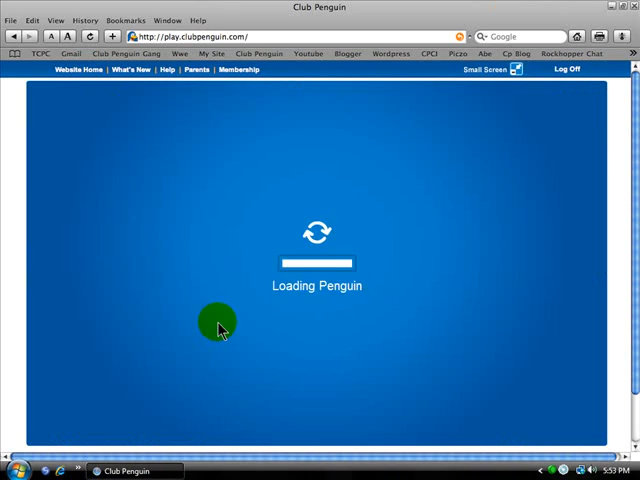 Club Penguin
File Edit View History Bookmarks Window Help
A A http://play.clubpenguin.com/ Google
TCPC Gmail Club Penguin Gang Wwe My Site Club Penguin Youtube Blogger Wordpress CPCI Piczo Abe Cp Blog Rockhopper Chat
Website Home | What's New | Help | Parents | Membership Small Screen Log Off
Loading Penguin
Club Penguin 5:53 PM